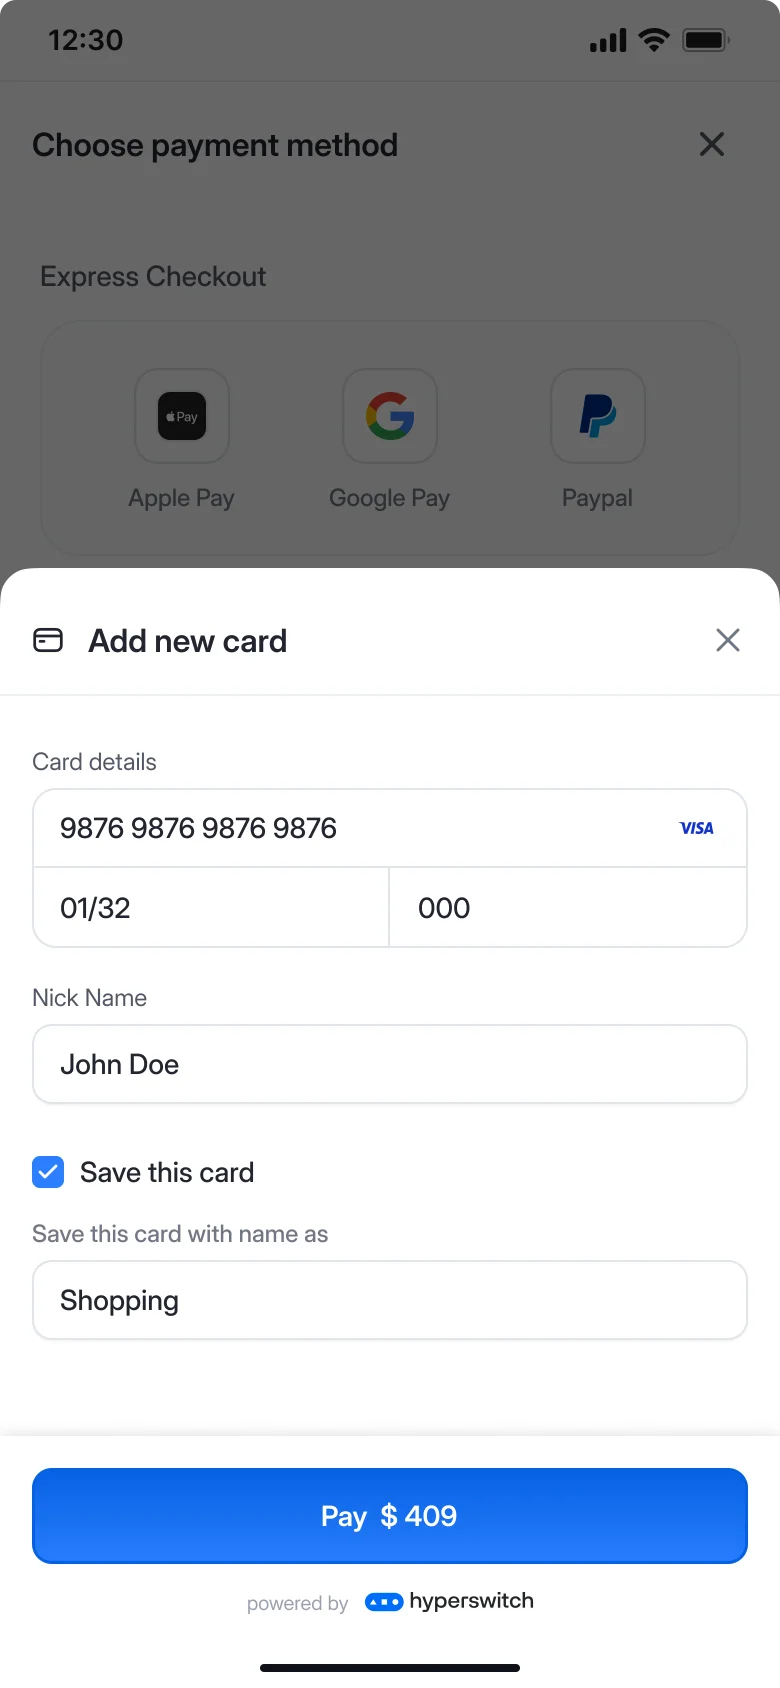 12:30
Choose payment method
Express Checkout
Pay
Apple Pay Google Pay Paypal
Add new card
Card details
9876 9876 9876 9876 VISA
01/32 000
Nick Name
John Doe
Save this card
Save this card with name as
Shopping
Pay $ 409
powered by hyperswitch